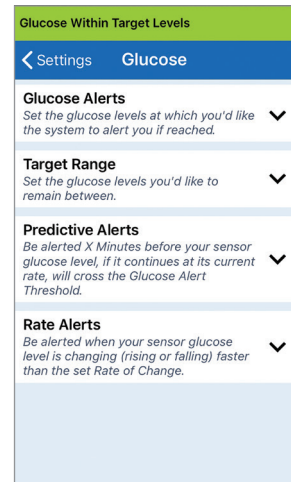 Glucose Within Target Levels
Settings Glucose
Glucose Alerts
Set the glucose levels at which you'd like
the system to alert you if reached.
Target Range
Set the glucose levels you'd like to
remain between.
Predictive Alerts
Be alerted X Minutes before your sensor
glucose level, if it continues at its current
rate, will cross the Glucose Alert
Threshold.
Rate Alerts
Be alerted when your sensor glucose
level is changing (rising or falling) faster
than the set Rate of Change.